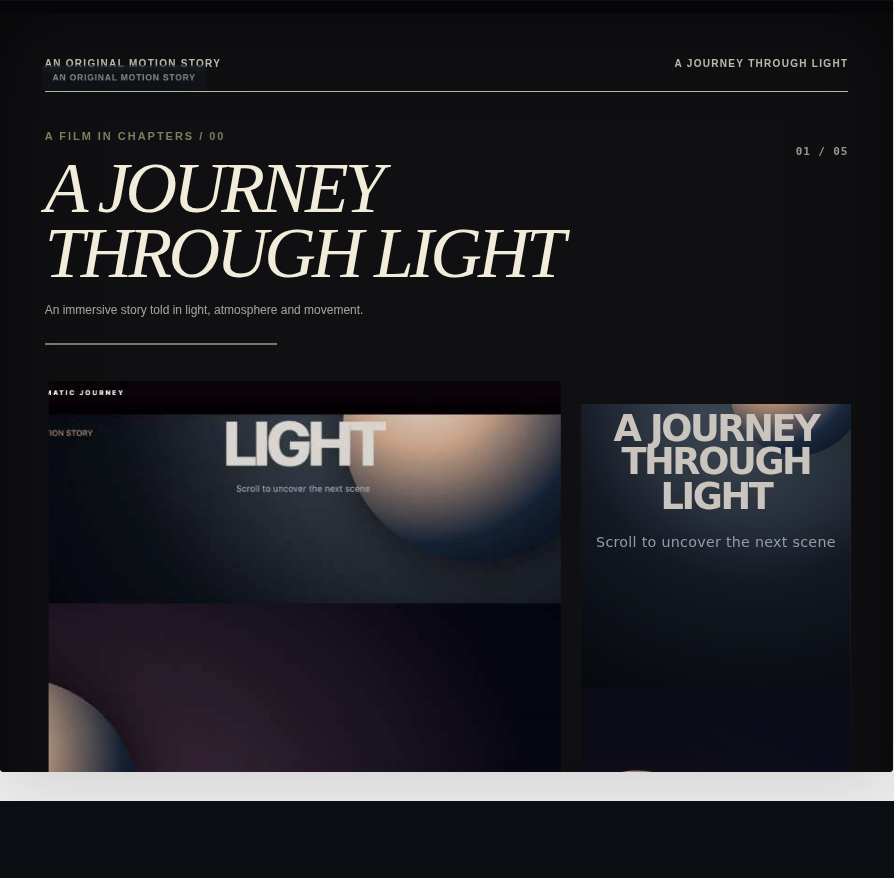 AN ORIGINAL MOTION STORY
A JOURNEY THROUGH LIGHT
AN ORIGINAL MOTION STORY
A FILM IN CHAPTERS / 00
01 / 05
A JOURNEY
THROUGH LIGHT
An immersive story told in light, atmosphere and movement.
JOURNEY
STORY
LIGHT
Scroll to uncover the next scene
A JOURNEY
THROUGH
LIGHT
Scroll to uncover the next scene